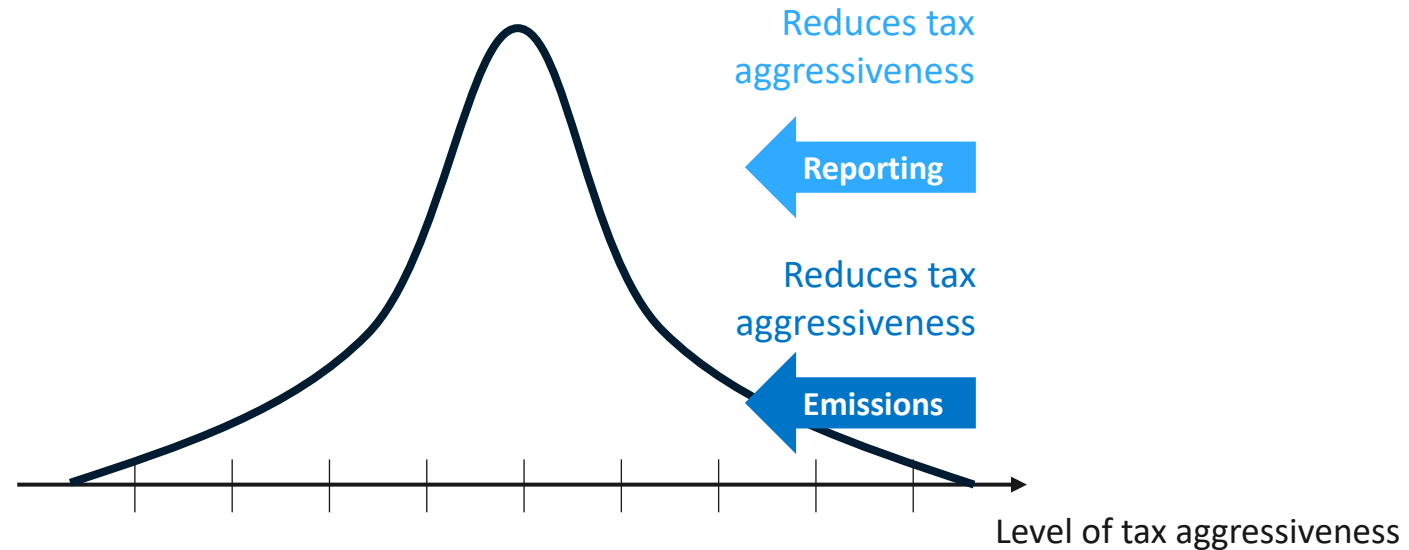 Reduces tax
aggressiveness
Reporting
Reduces tax
aggressiveness
Emissions
Level of tax aggressiveness